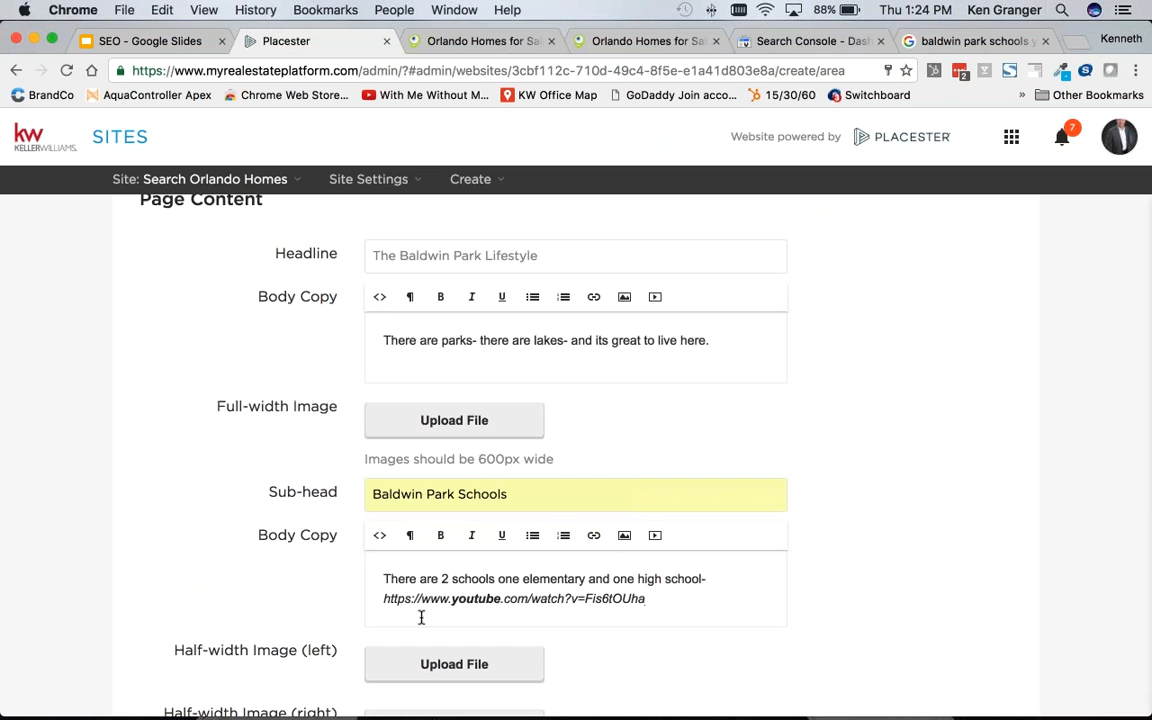 Chrome File Edit View History Bookmarks People Window Help 88% Thu 1:24 PM Ken Granger
SEO - Google Slides × Placester × Orlando Homes for Sal × Orlando Homes for Sal × Search Console - Dash × baldwin park schools y × Kenneth
https://www.myrealestateplatform.com/admin/?#admin/websites/3cbf112c-710d-49c4-8f5e-e1a41d803e8a/create/area 2
BrandCo AquaController Apex Chrome Web Store... With Me Without M... KW Office Map GoDaddy Join acco... 15/30/60 Switchboard » Other Bookmarks
kw KELLERWILLIAMS. SITES Website powered by PLACESTER 7
Site: Search Orlando Homes Site Settings Create
Page Content
Headline The Baldwin Park Lifestyle
Body Copy <> ¶ B I U
There are parks- there are lakes- and its great to live here.
Full-width Image Upload File
Images should be 600px wide
Sub-head Baldwin Park Schools
Body Copy <> ¶ B I U
There are 2 schools one elementary and one high school-
https://www.youtube.com/watch?v=Fis6tOUha
Half-width Image (left) Upload File
Half-width Image (right)